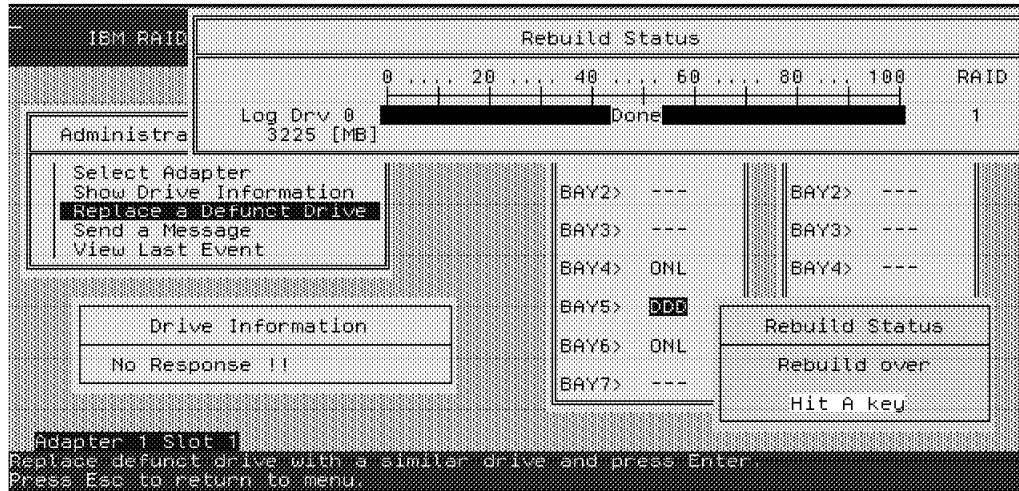 IBM RAID
Rebuild Status
0 .... 20 .... 40 .... 60 .... 80 .... 100 RAID
Log Drv 0 Done 1
3225 [MB]
Administra
Select Adapter
Show Drive Information
Replace a Defunct Drive
Send a Message
View Last Event
BAY2> --- BAY2> ---
BAY3> --- BAY3> ---
BAY4> ONL BAY4> ---
BAY5> DDD
BAY6> ONL
BAY7> ---
Drive Information
No Response !!
Rebuild Status
Rebuild over
Hit A key
Adapter 1 Slot 1
Replace defunct drive with a similar drive and press Enter.
Press Esc to return to menu.